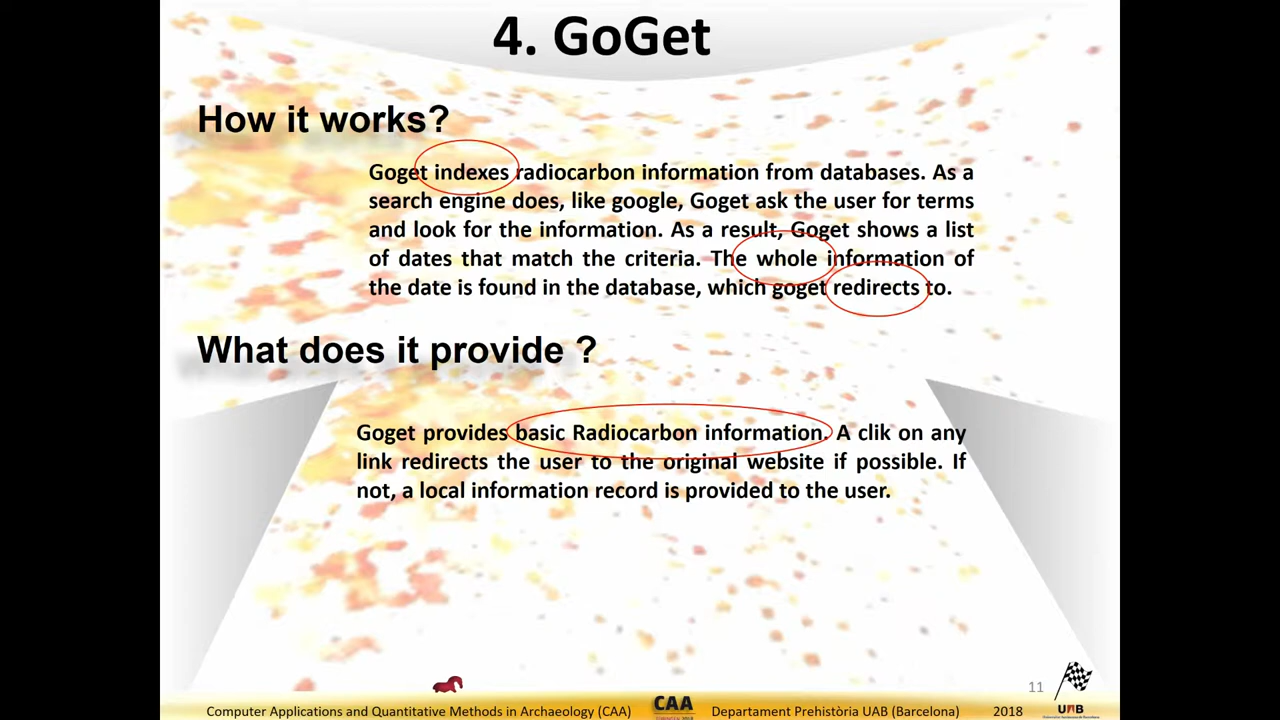 4. GoGet
How it works?
Goget indexes radiocarbon information from databases. As a
search engine does, like google, Goget ask the user for terms
and look for the information. As a result, Goget shows a list
of dates that match the criteria. The whole information of
the date is found in the database, which goget redirects to.
What does it provide ?
Goget provides basic Radiocarbon information. A clik on any
link redirects the user to the original website if possible. If
not, a local information record is provided to the user.
11
Computer Applications and Quantitative Methods in Archaeology (CAA)
CAA
Departament Prehistòria UAB (Barcelona)
2018
UAB